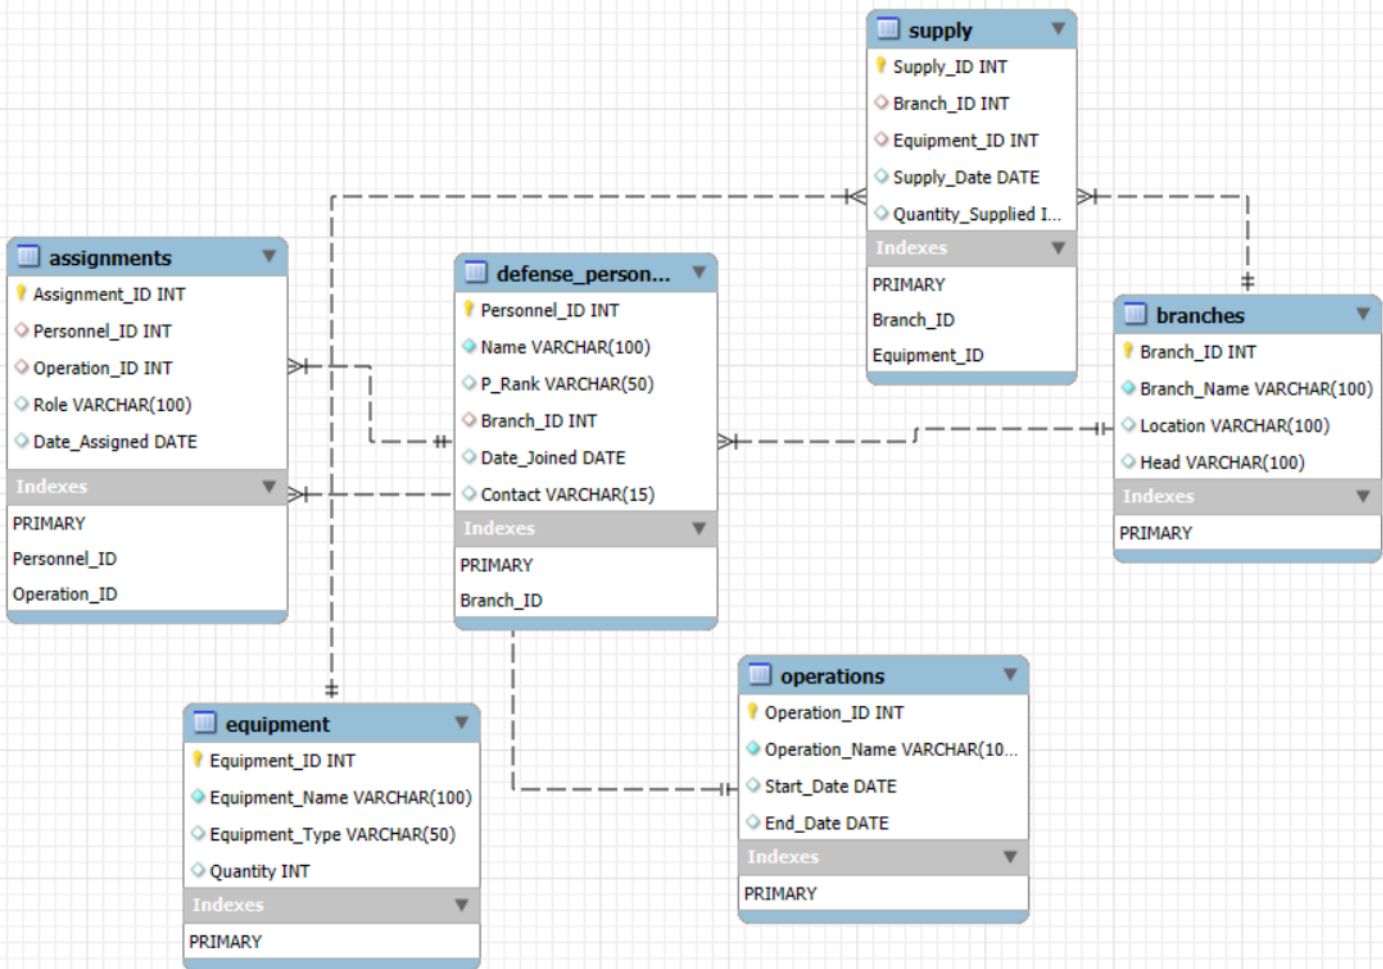 supply
Supply_ID INT
Branch_ID INT
Equipment_ID INT
Supply_Date DATE
Quantity_Supplied I...
Indexes
PRIMARY
Branch_ID
Equipment_ID
assignments
Assignment_ID INT
Personnel_ID INT
Operation_ID INT
Role VARCHAR(100)
Date_Assigned DATE
Indexes
PRIMARY
Personnel_ID
Operation_ID
defense_person...
Personnel_ID INT
Name VARCHAR(100)
P_Rank VARCHAR(50)
Branch_ID INT
Date_Joined DATE
Contact VARCHAR(15)
Indexes
PRIMARY
Branch_ID
branches
Branch_ID INT
Branch_Name VARCHAR(100)
Location VARCHAR(100)
Head VARCHAR(100)
Indexes
PRIMARY
equipment
Equipment_ID INT
Equipment_Name VARCHAR(100)
Equipment_Type VARCHAR(50)
Quantity INT
Indexes
PRIMARY
operations
Operation_ID INT
Operation_Name VARCHAR(10...
Start_Date DATE
End_Date DATE
Indexes
PRIMARY